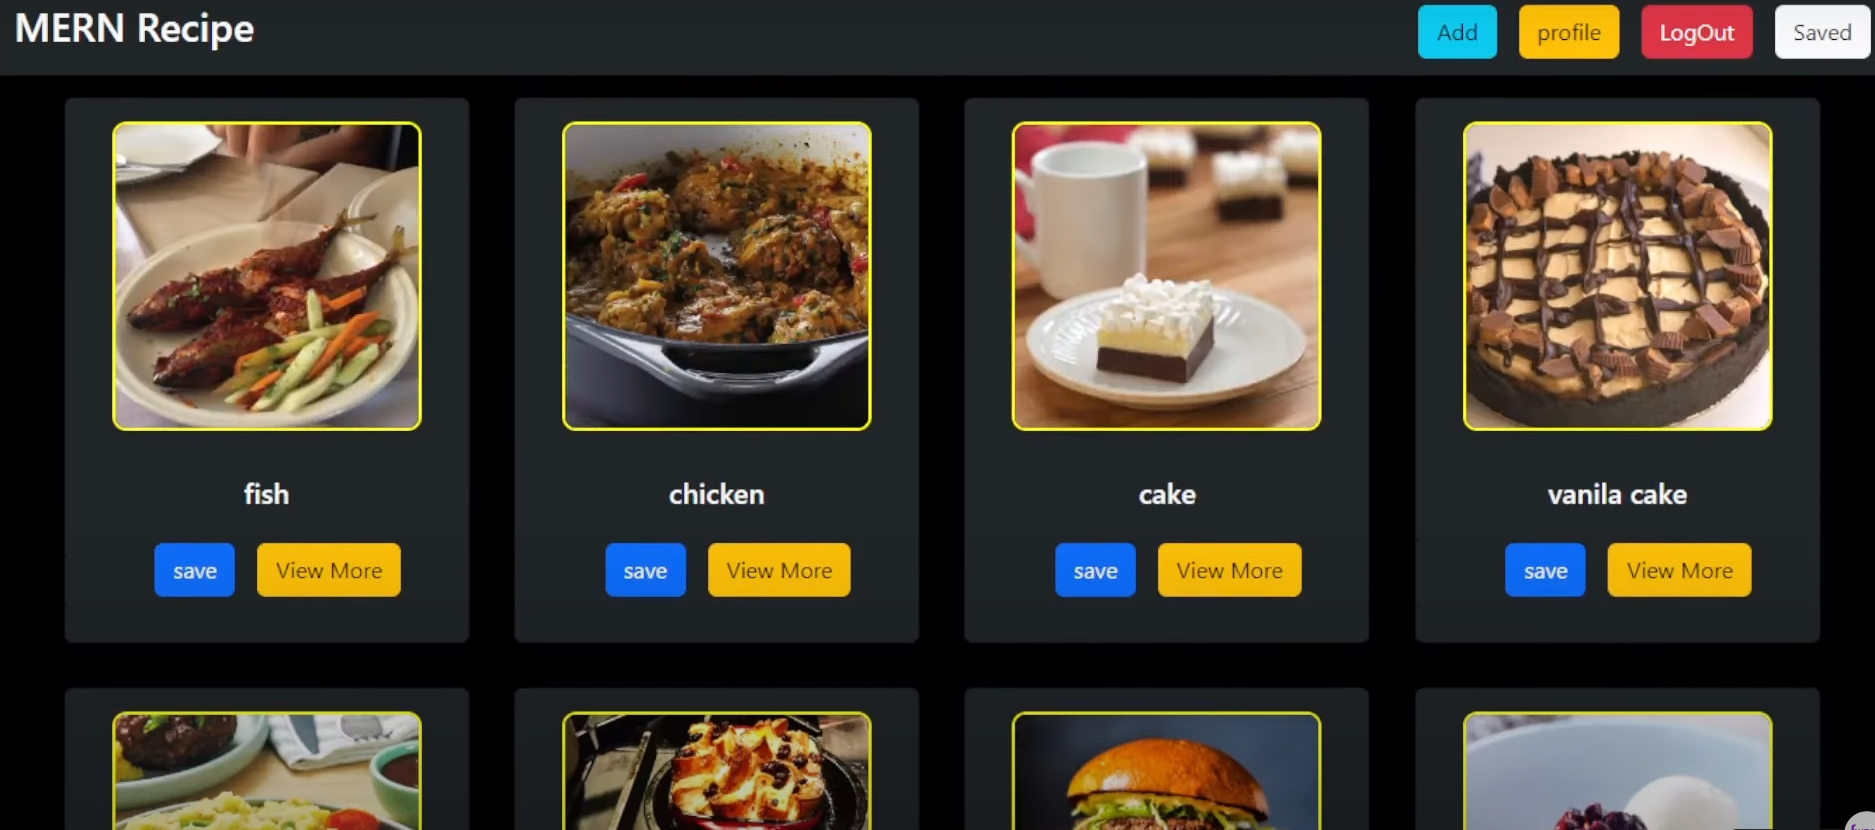 MERN Recipe
Add profile LogOut Saved
fish chicken cake vanila cake
save View More save View More save View More save View More